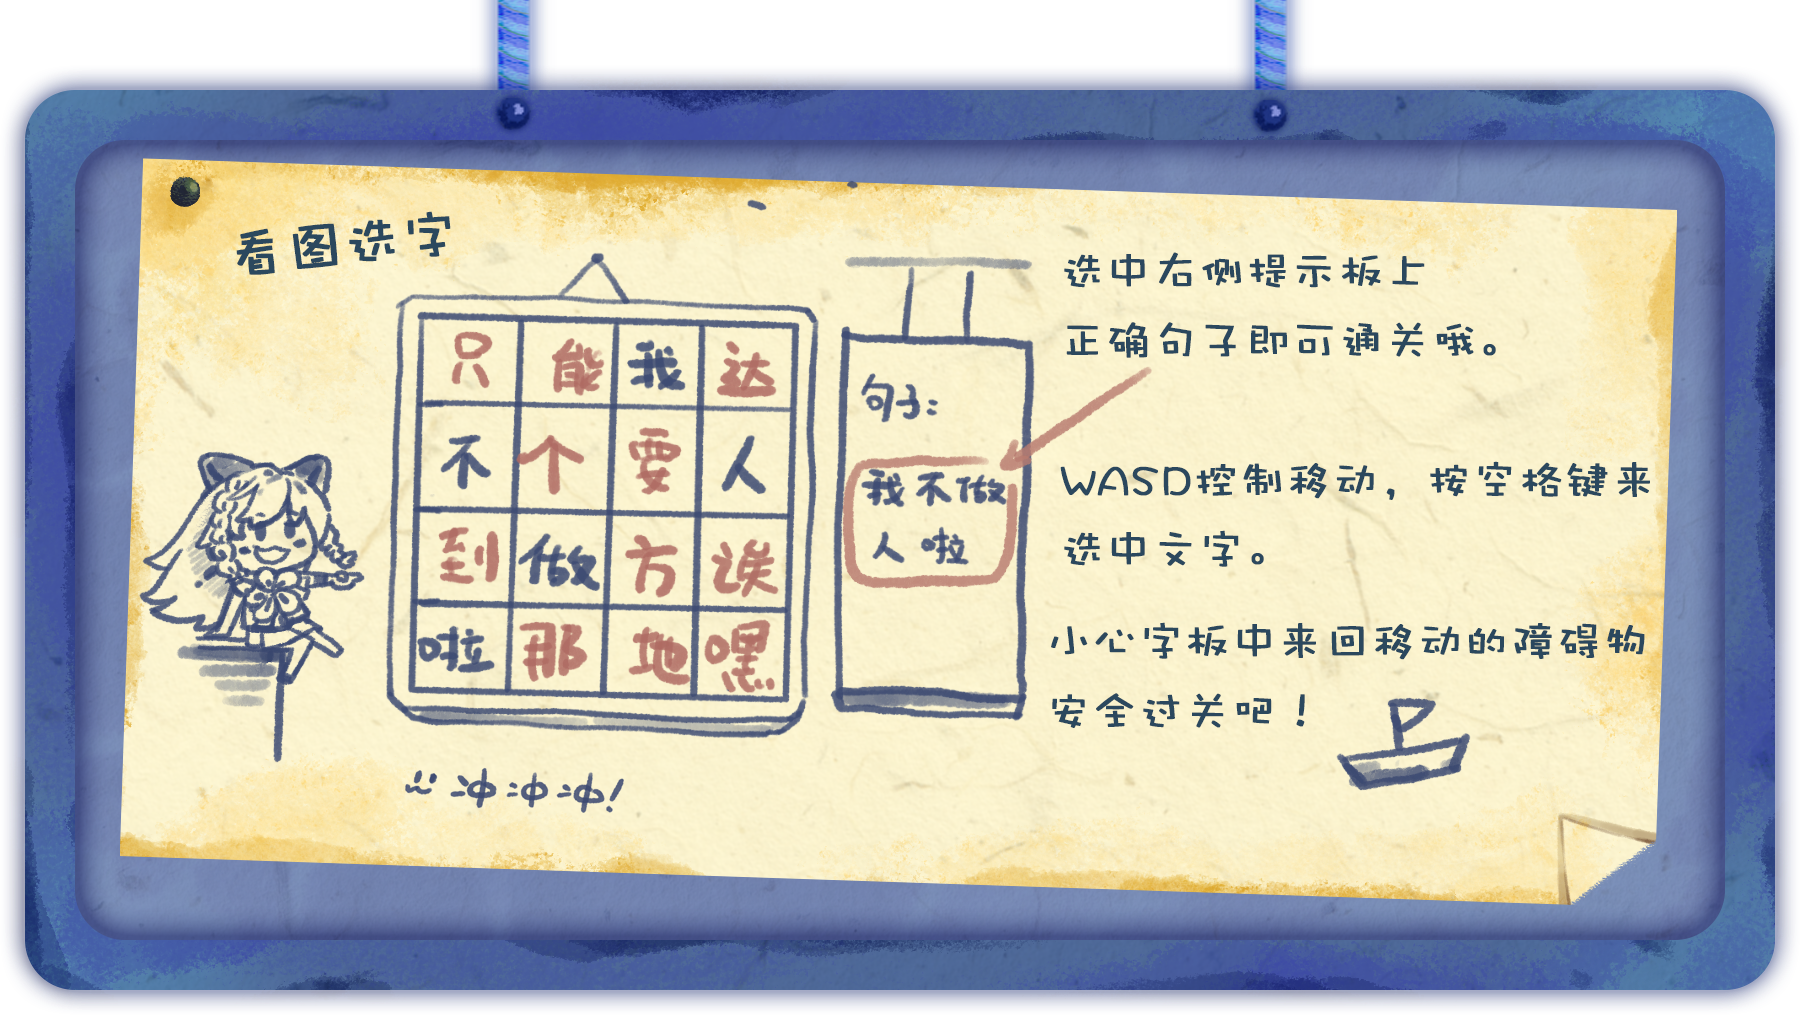 看图选字
只 能 我 达
不 个 要 人
到 做 方 诶
啦 那 地 嘿
句子:
我不做
人啦
选中右侧提示板上
正确句子即可通关哦。
WASD控制移动，按空格键来
选中文字。
小心字板中来回移动的障碍物
安全过关吧！
冲冲冲!